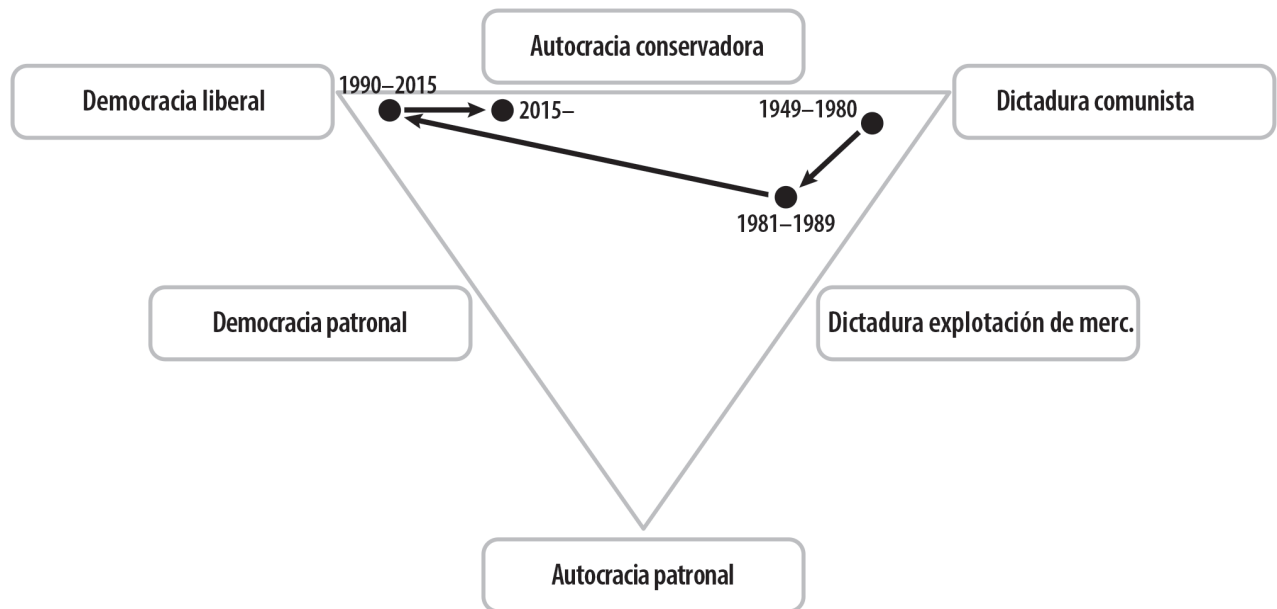 Autocracia conservadora
Democracia liberal
Dictadura comunista
1990–2015
2015–
1949–1980
1981–1989
Democracia patronal
Dictadura explotación de merc.
Autocracia patronal